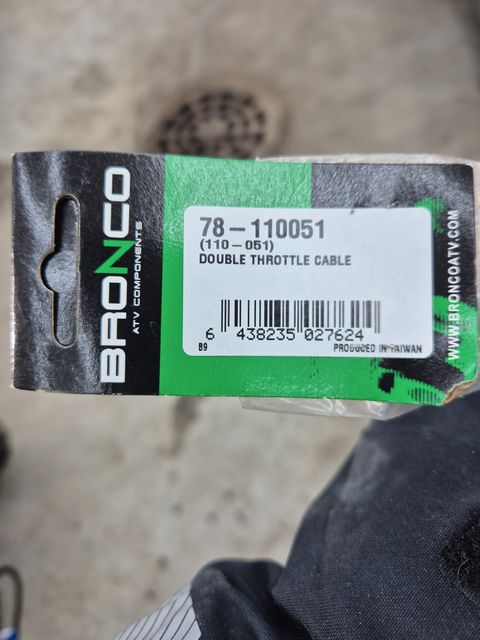 BRONCO
ATV COMPONENTS
78-110051
(110-051)
DOUBLE THROTTLE CABLE
6 438235 027624
B9
PRODUCED IN TAIWAN
WWW.BRONCOATV.COM